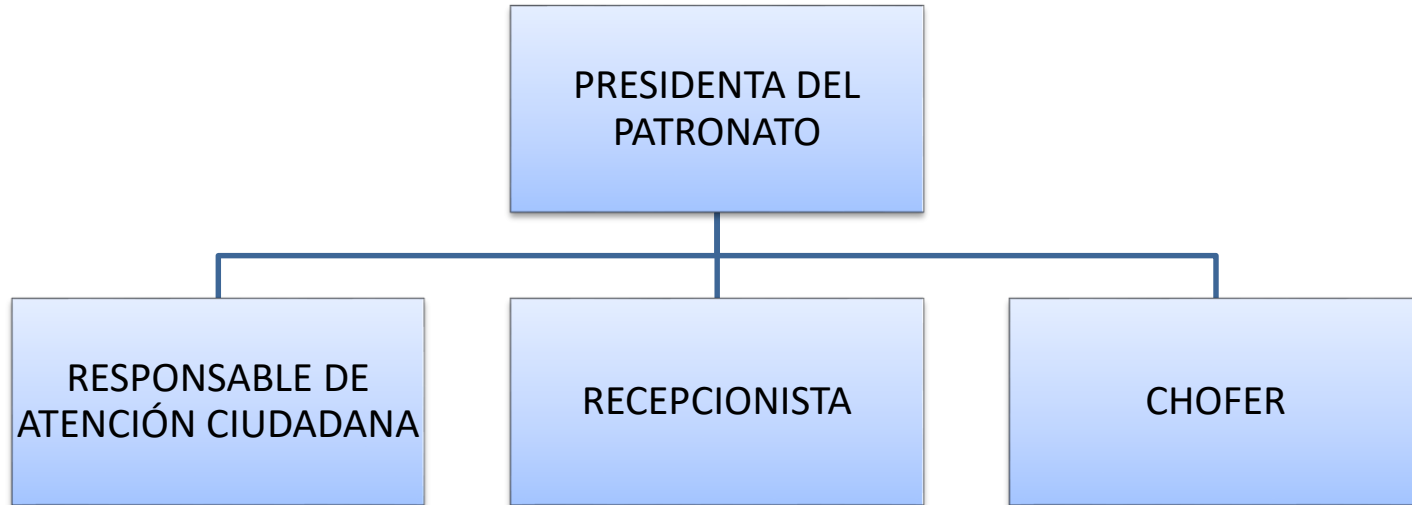 PRESIDENTA DEL
PATRONATO
RESPONSABLE DE
ATENCIÓN CIUDADANA
RECEPCIONISTA
CHOFER